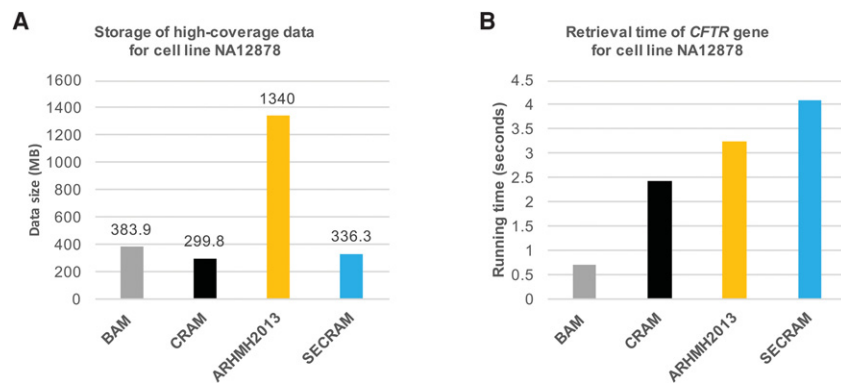 A
Storage of high-coverage data
for cell line NA12878
Data size (MB)
1600
1400
1200
1000
800
600
400
200
0
383.9
299.8
1340
336.3
BAM
CRAM
ARHMH2013
SECRAM
B
Retrieval time of CFTR gene
for cell line NA12878
Running time (seconds)
4.5
4
3.5
3
2.5
2
1.5
1
0.5
0
BAM
CRAM
ARHMH2013
SECRAM